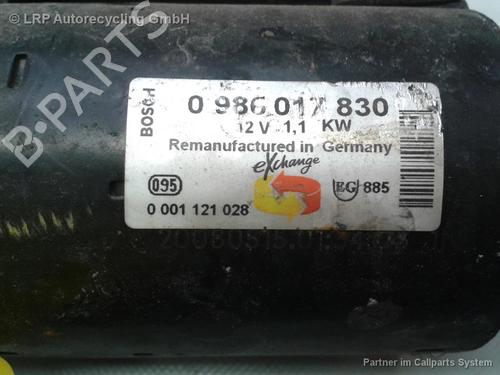 LRP Autorecycling GmbH
BOSCH
0 986 017 830
12 V 1,1 KW
Remanufactured in Germany
eXchange
095
0 001 121 028
EG 885
Partner im Callparts System